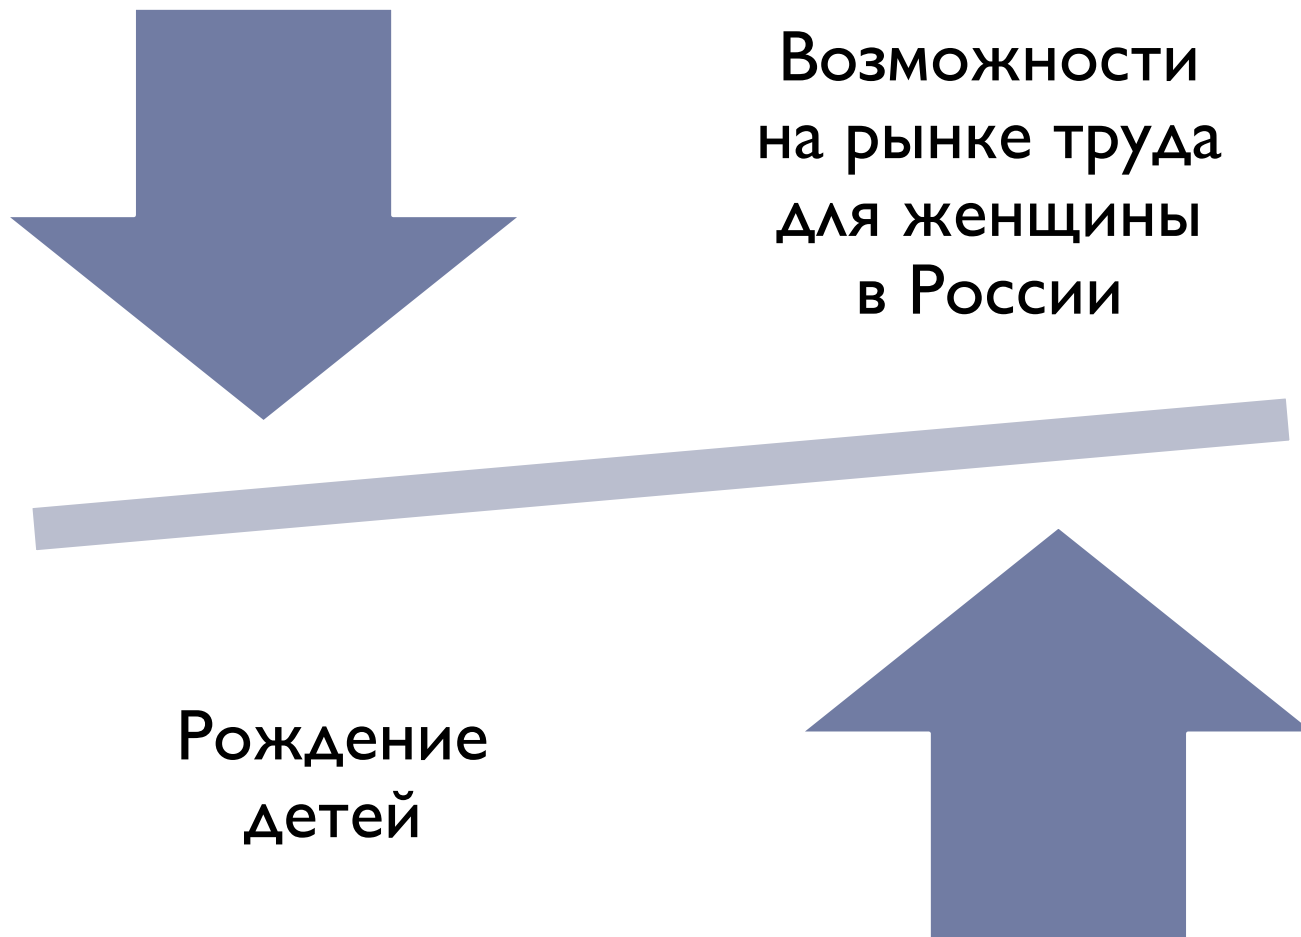 Возможности
на рынке труда
для женщины
в России
Рождение
детей